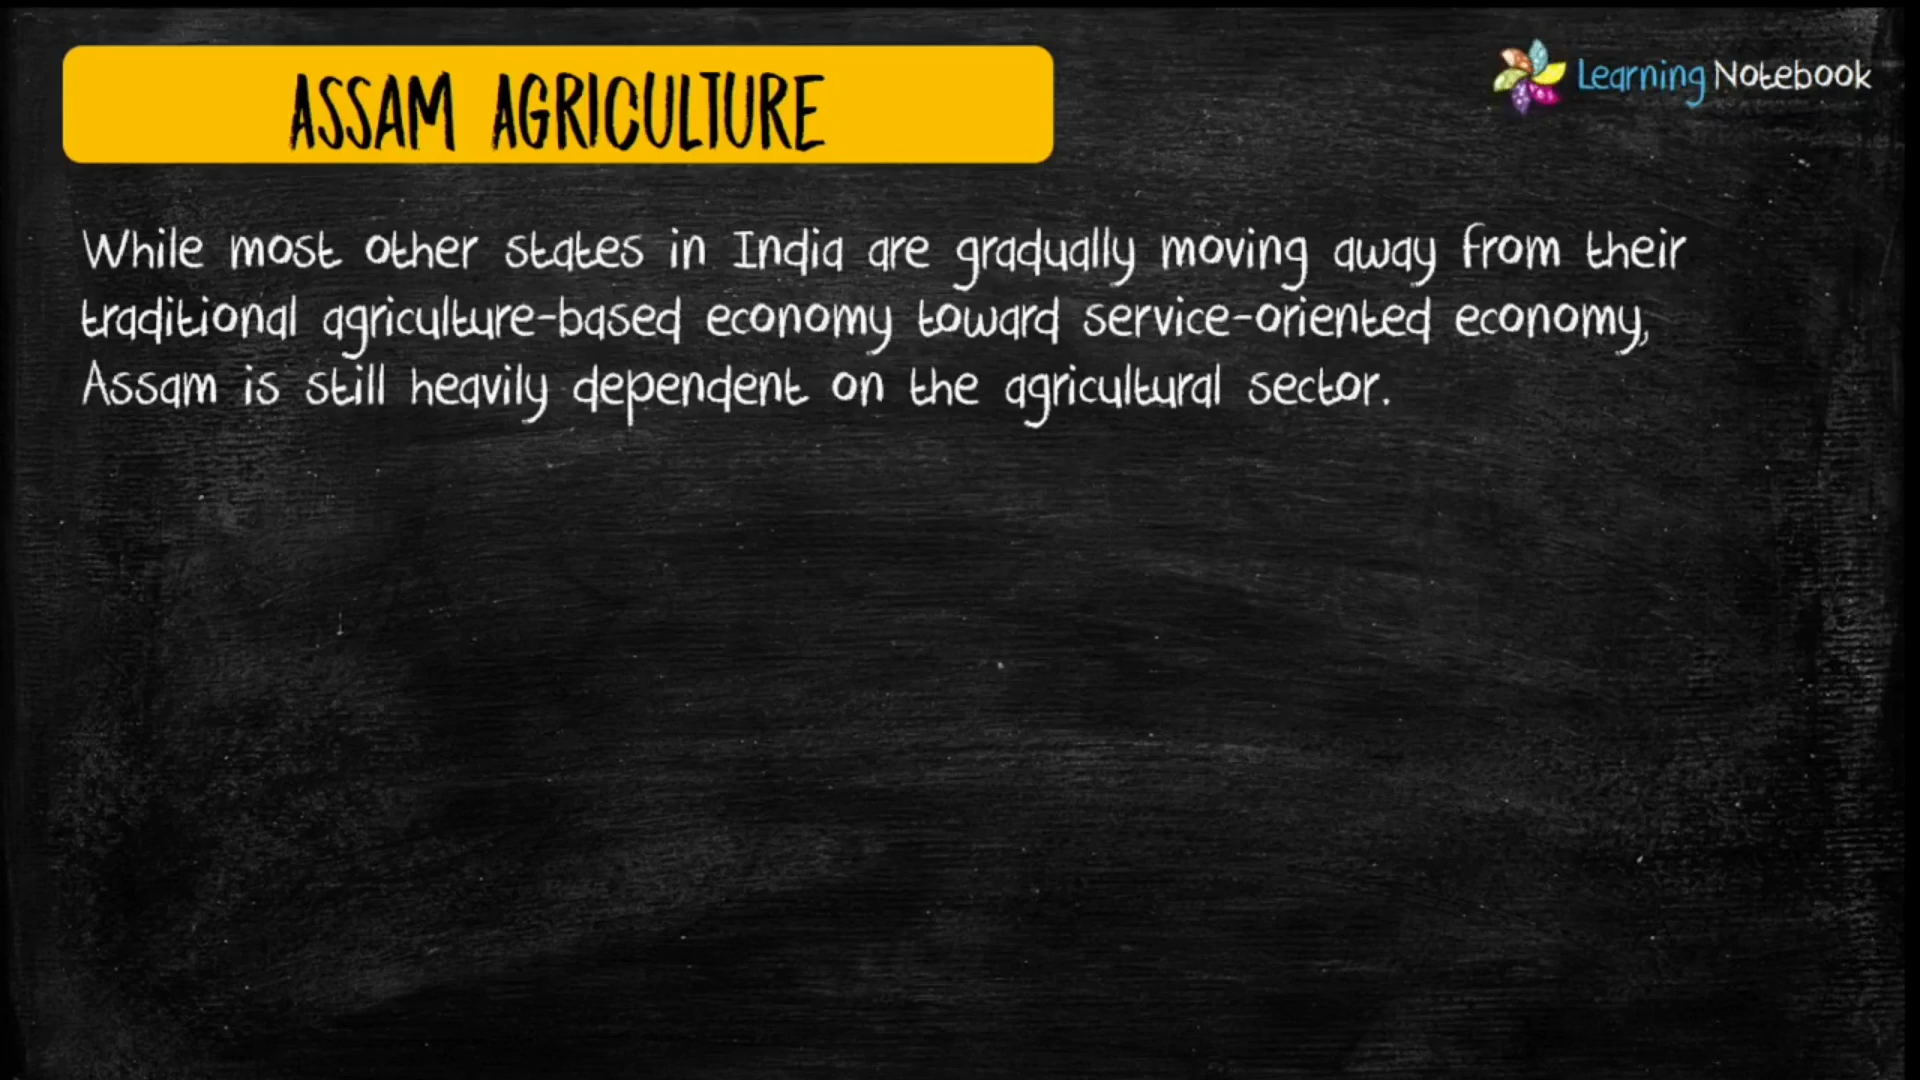 ASSAM AGRICULTURE
Learning Notebook
While most other states in India are gradually moving away from their
traditional agriculture-based economy toward service-oriented economy,
Assam is still heavily dependent on the agricultural sector.